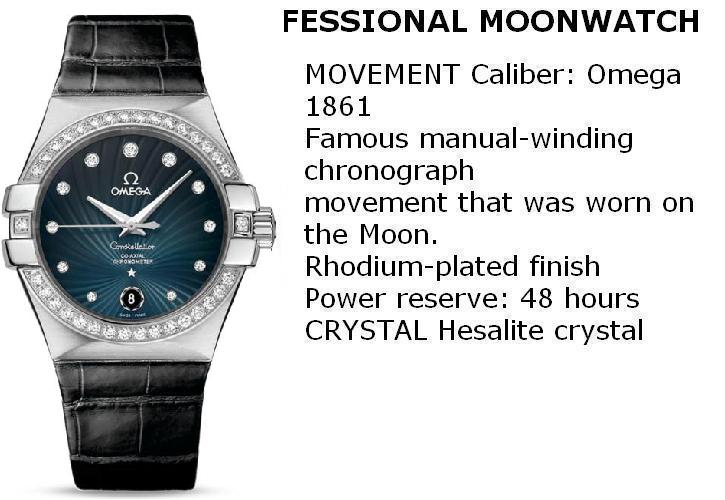 FESSIONAL MOONWATCH
MOVEMENT Caliber: Omega
1861
Famous manual-winding
chronograph
movement that was worn on
the Moon.
Rhodium-plated finish
Power reserve: 48 hours
CRYSTAL Hesalite crystal
OMEGA
Constellation
CO-AXIAL
CHRONOMETER
8
SWISS MADE